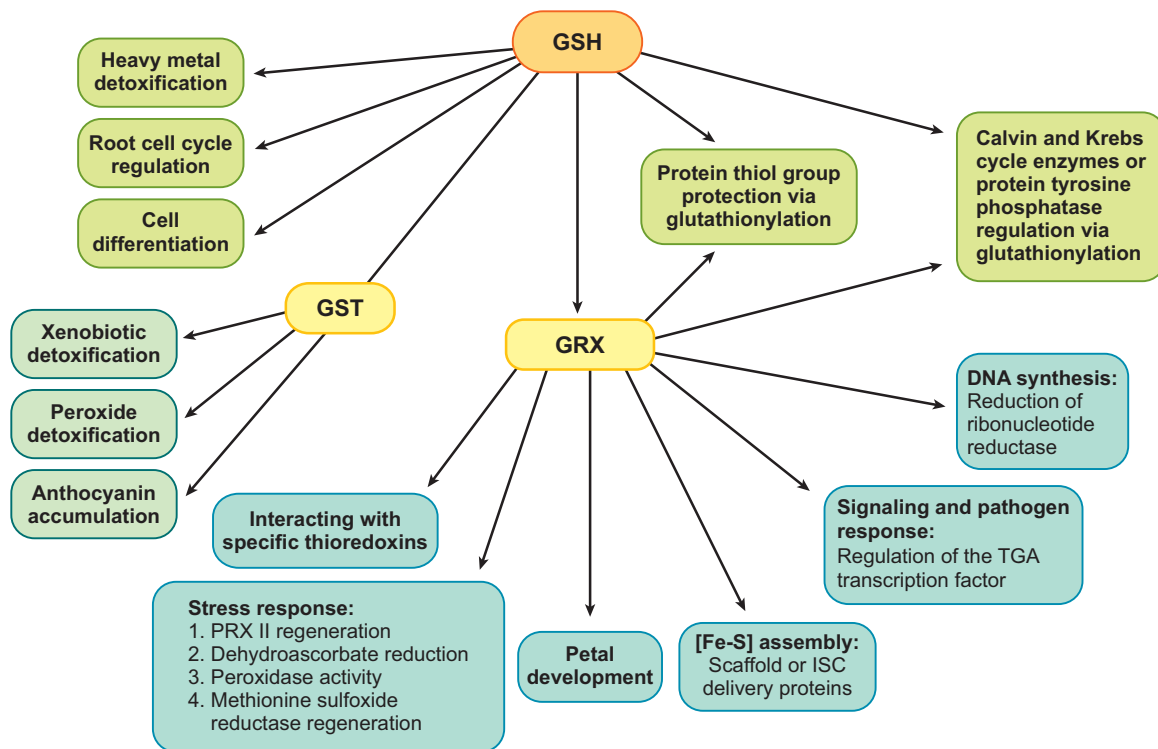 GSH
Heavy metal
detoxification
Root cell cycle
regulation
Cell
differentiation
Protein thiol group
protection via
glutathionylation
Calvin and Krebs
cycle enzymes or
protein tyrosine
phosphatase
regulation via
glutathionylation
GST
GRX
Xenobiotic
detoxification
Peroxide
detoxification
Anthocyanin
accumulation
DNA synthesis:
Reduction of
ribonucleotide
reductase
Interacting with
specific thioredoxins
Signaling and pathogen
response:
Regulation of the TGA
transcription factor
Stress response:
1. PRX II regeneration
2. Dehydroascorbate reduction
3. Peroxidase activity
4. Methionine sulfoxide
reductase regeneration
Petal
development
[Fe-S] assembly:
Scaffold or ISC
delivery proteins